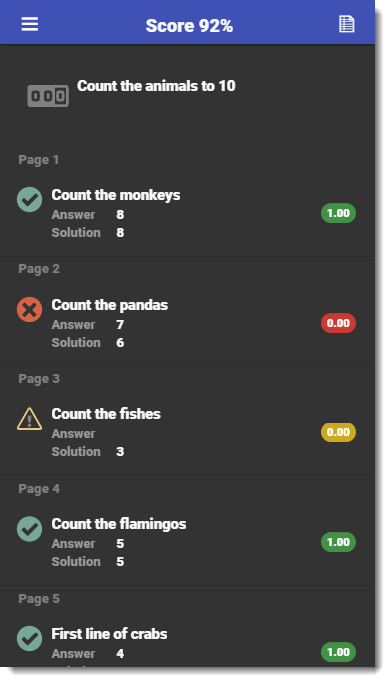 Score 92%
000
Count the animals to 10
Page 1
Count the monkeys
Answer 8
1.00
Solution 8
Page 2
Count the pandas
Answer 7
0.00
Solution 6
Page 3
Count the fishes
Answer
0.00
Solution 3
Page 4
Count the flamingos
Answer 5
1.00
Solution 5
Page 5
First line of crabs
Answer 4
1.00